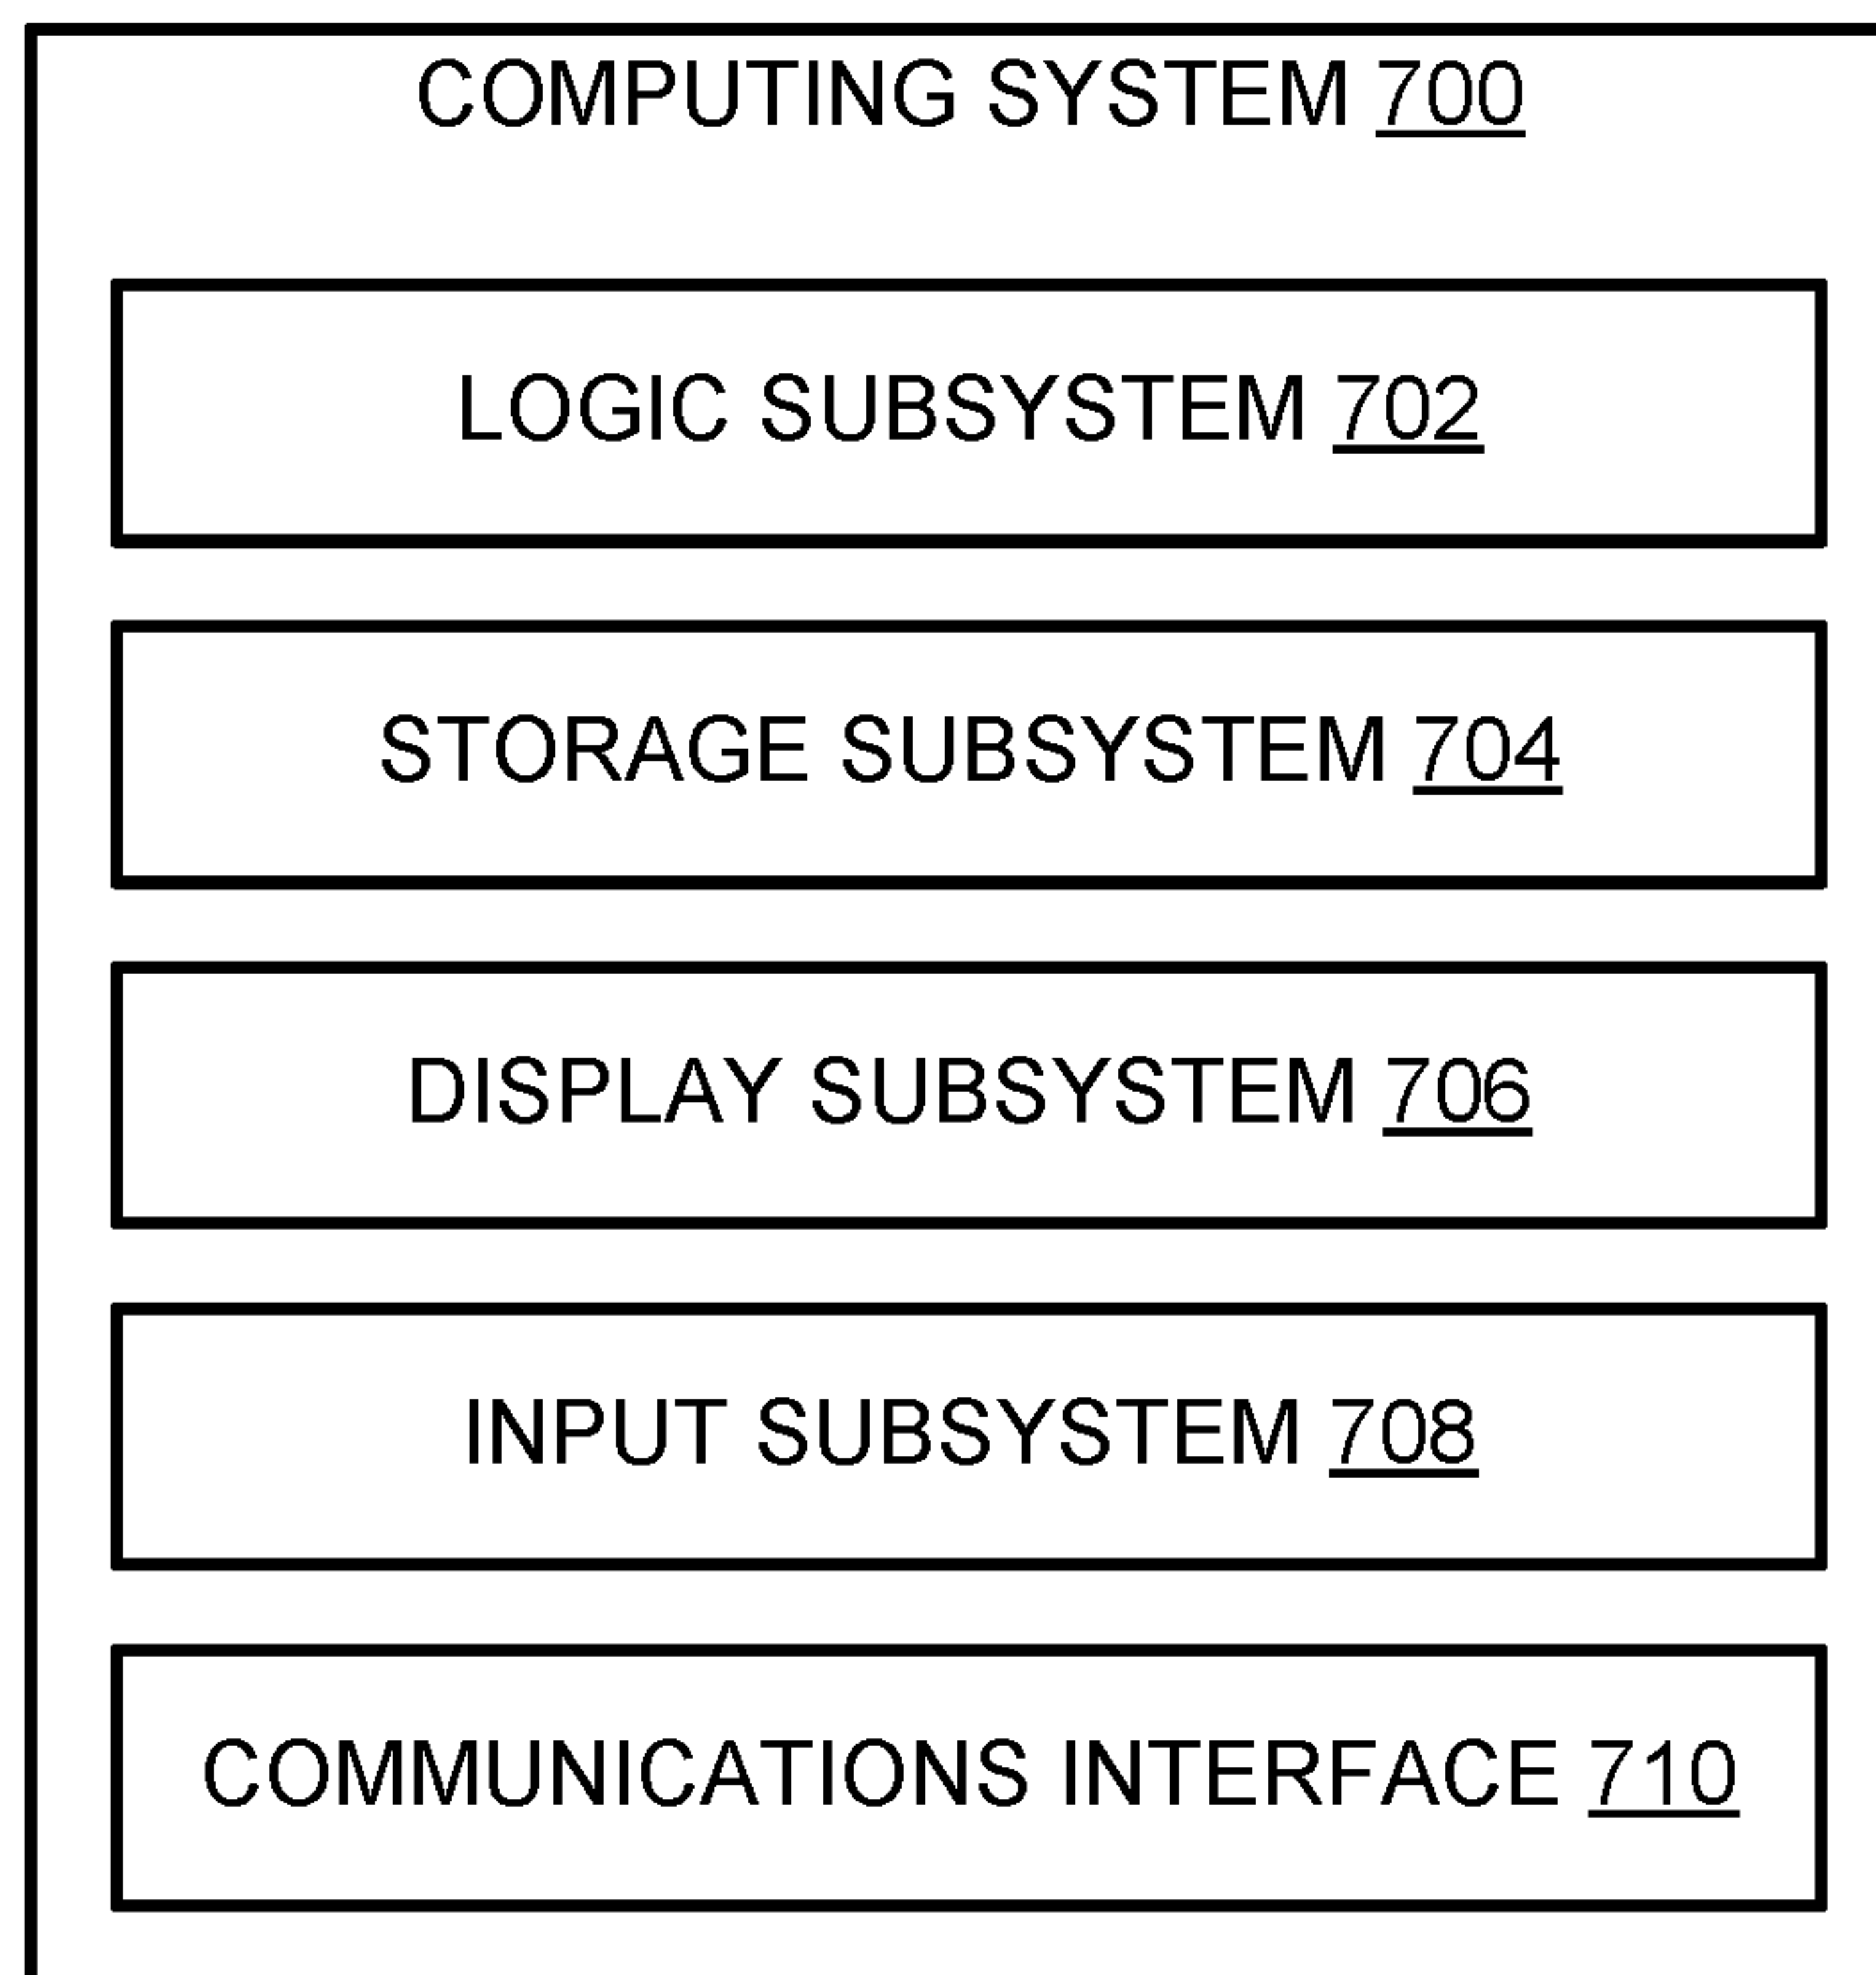 COMPUTING SYSTEM 700
LOGIC SUBSYSTEM 702
STORAGE SUBSYSTEM 704
DISPLAY SUBSYSTEM 706
INPUT SUBSYSTEM 708
COMMUNICATIONS INTERFACE 710